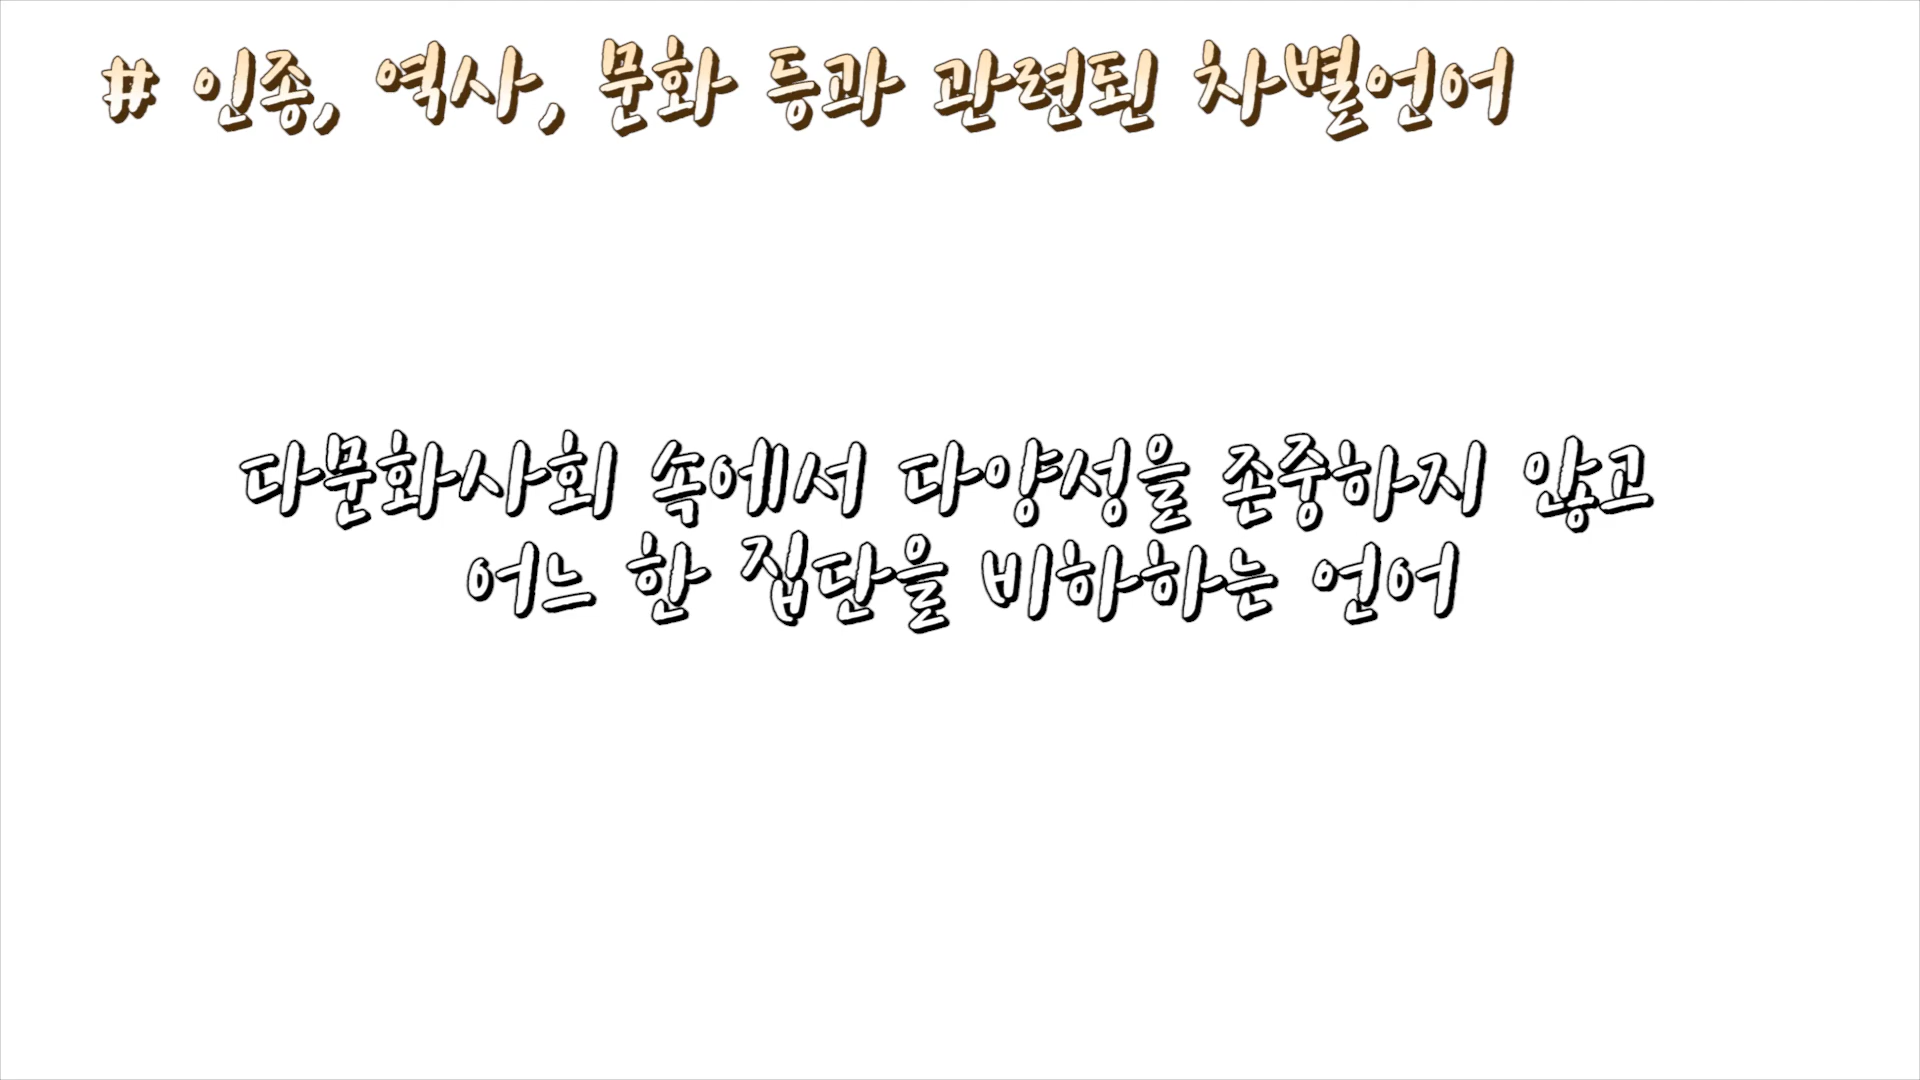 # 인종, 역사, 문화 등과 관련된 차별언어
다문화사회 속에서 다양성을 존중하지 않고
어느 한 집단을 비하하는 언어